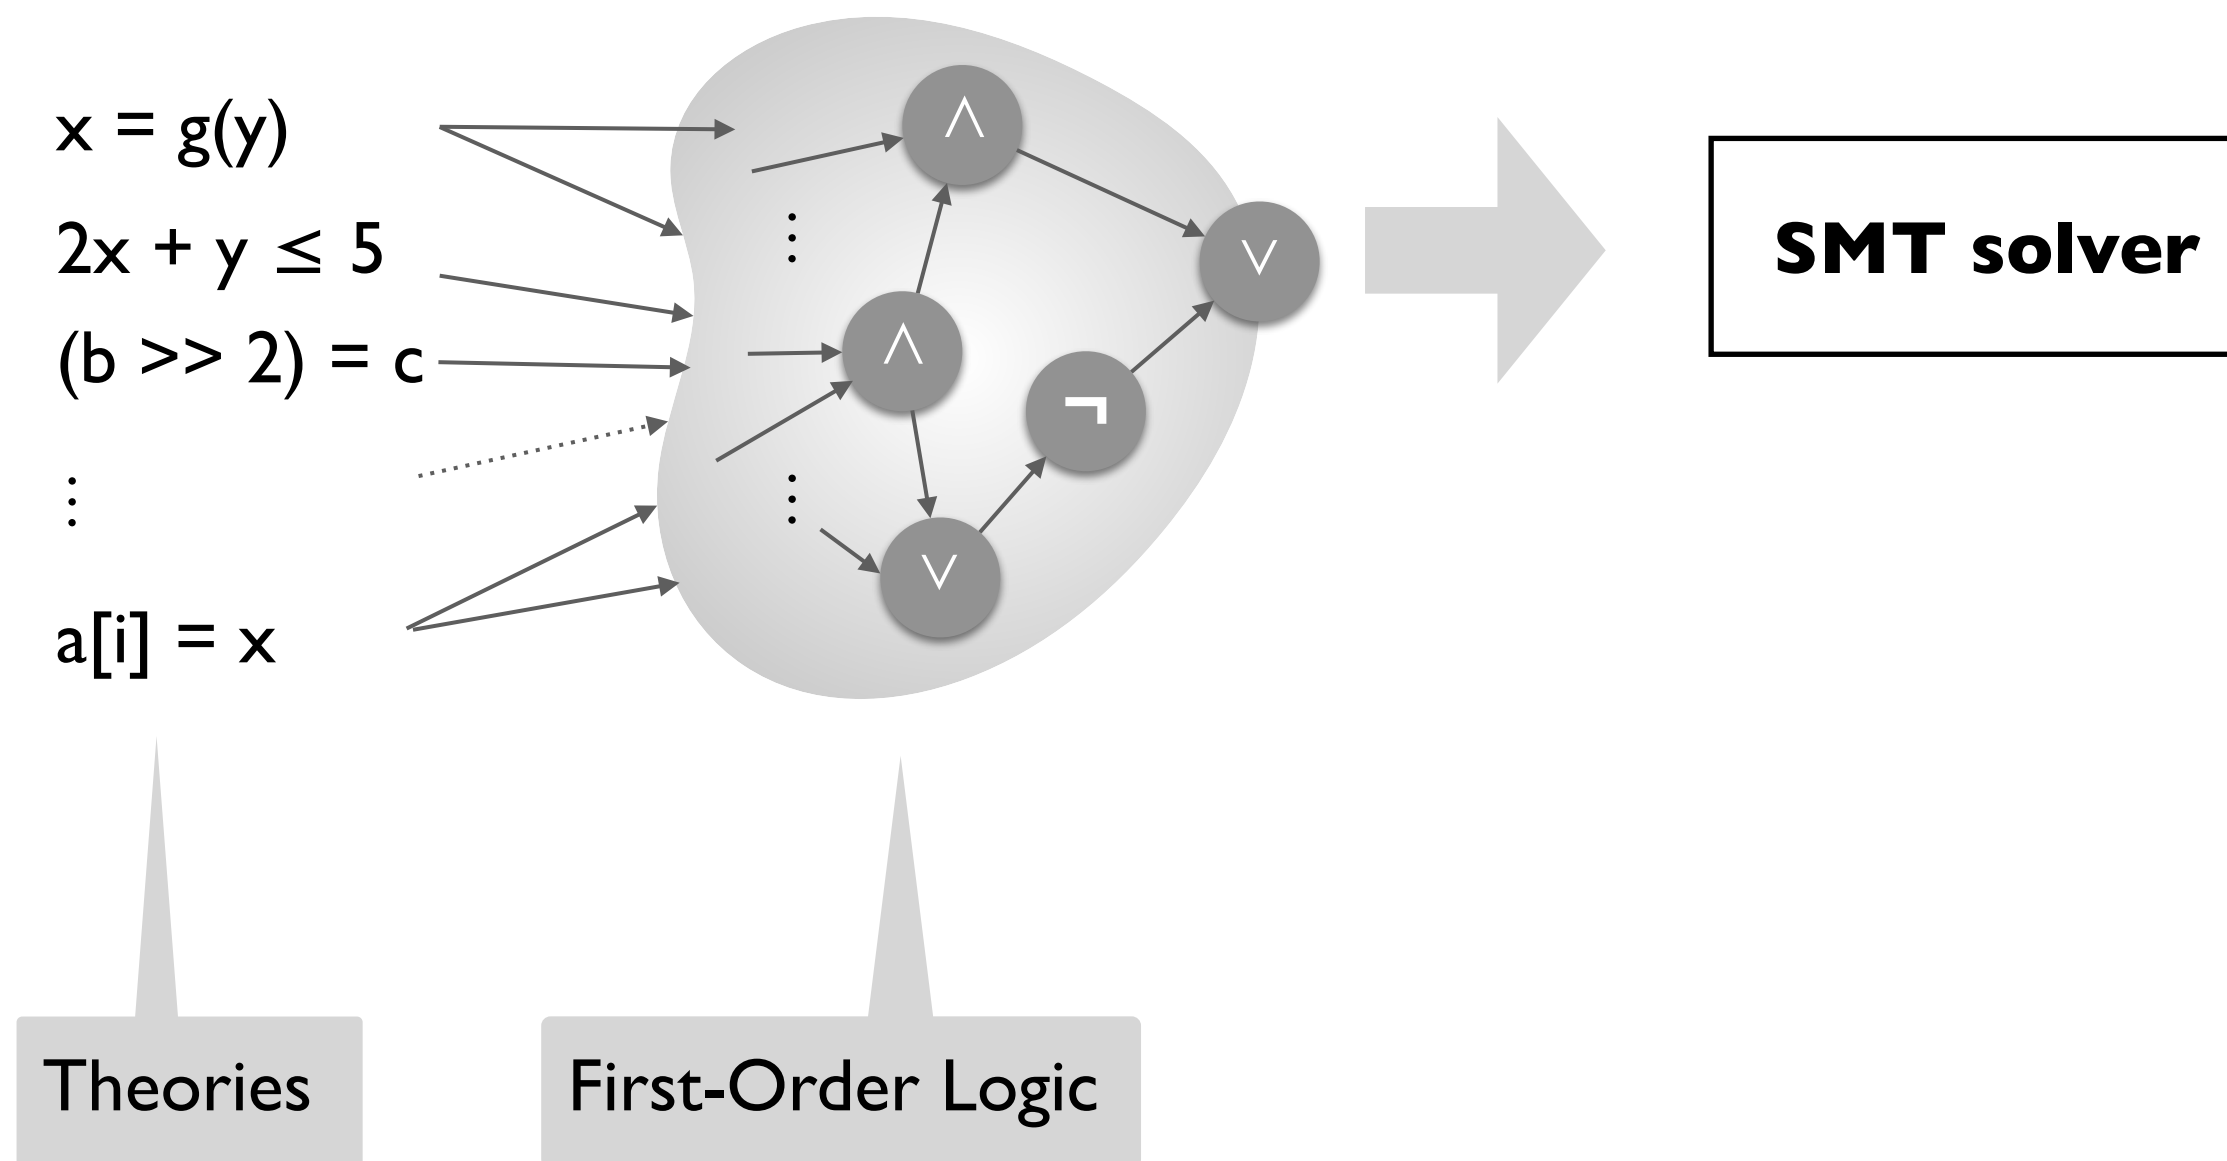 x = g(y)
2x + y ≤ 5
(b >> 2) = c
⋮
a[i] = x
∧
⋮
∨
∧
¬
⋮
∨
SMT solver
Theories
First-Order Logic